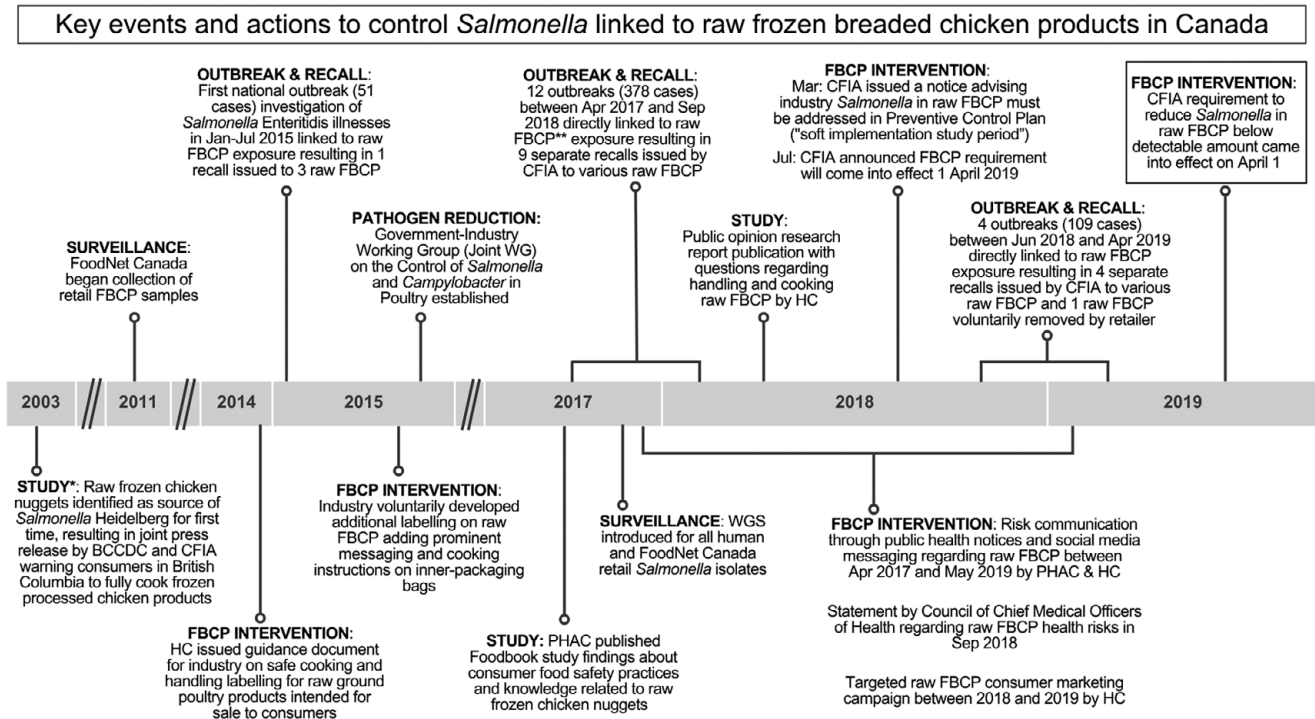 Key events and actions to control Salmonella linked to raw frozen breaded chicken products in Canada
SURVEILLANCE:
FoodNet Canada
began collection of
retail FBCP samples
OUTBREAK & RECALL:
First national outbreak (51
cases) investigation of
Salmonella Enteritidis illnesses
in Jan-Jul 2015 linked to raw
FBCP exposure resulting in 1
recall issued to 3 raw FBCP
PATHOGEN REDUCTION:
Government-Industry
Working Group (Joint WG)
on the Control of Salmonella
and Campylobacter in
Poultry established
OUTBREAK & RECALL:
12 outbreaks (378 cases)
between Apr 2017 and Sep
2018 directly linked to raw
FBCP** exposure resulting in
9 separate recalls issued by
CFIA to various raw FBCP
STUDY:
Public opinion research
report publication with
questions regarding
handling and cooking
raw FBCP by HC
FBCP INTERVENTION:
Mar: CFIA issued a notice advising
industry Salmonella in raw FBCP must
be addressed in Preventive Control Plan
("soft implementation study period")
Jul: CFIA announced FBCP requirement
will come into effect 1 April 2019
OUTBREAK & RECALL:
4 outbreaks (109 cases)
between Jun 2018 and Apr 2019
directly linked to raw FBCP
exposure resulting in 4 separate
recalls issued by CFIA to various
raw FBCP and 1 raw FBCP
voluntarily removed by retailer
FBCP INTERVENTION:
CFIA requirement to
reduce Salmonella in
raw FBCP below
detectable amount came
into effect on April 1
2003
2011
2014
2015
2017
2018
2019
STUDY*: Raw frozen chicken
nuggets identified as source of
Salmonella Heidelberg for first
time, resulting in joint press
release by BCCDC and CFIA
warning consumers in British
Columbia to fully cook frozen
processed chicken products
FBCP INTERVENTION:
HC issued guidance document
for industry on safe cooking and
handling labelling for raw ground
poultry products intended for
sale to consumers
FBCP INTERVENTION:
Industry voluntarily developed
additional labelling on raw
FBCP adding prominent
messaging and cooking
instructions on inner-packaging
bags
STUDY: PHAC published
Foodbook study findings about
consumer food safety practices
and knowledge related to raw
frozen chicken nuggets
SURVEILLANCE: WGS
introduced for all human
and FoodNet Canada
retail Salmonella isolates
FBCP INTERVENTION: Risk communication
through public health notices and social media
messaging regarding raw FBCP between
Apr 2017 and May 2019 by PHAC & HC
Statement by Council of Chief Medical Officers
of Health regarding raw FBCP health risks in
Sep 2018
Targeted raw FBCP consumer marketing
campaign between 2018 and 2019 by HC